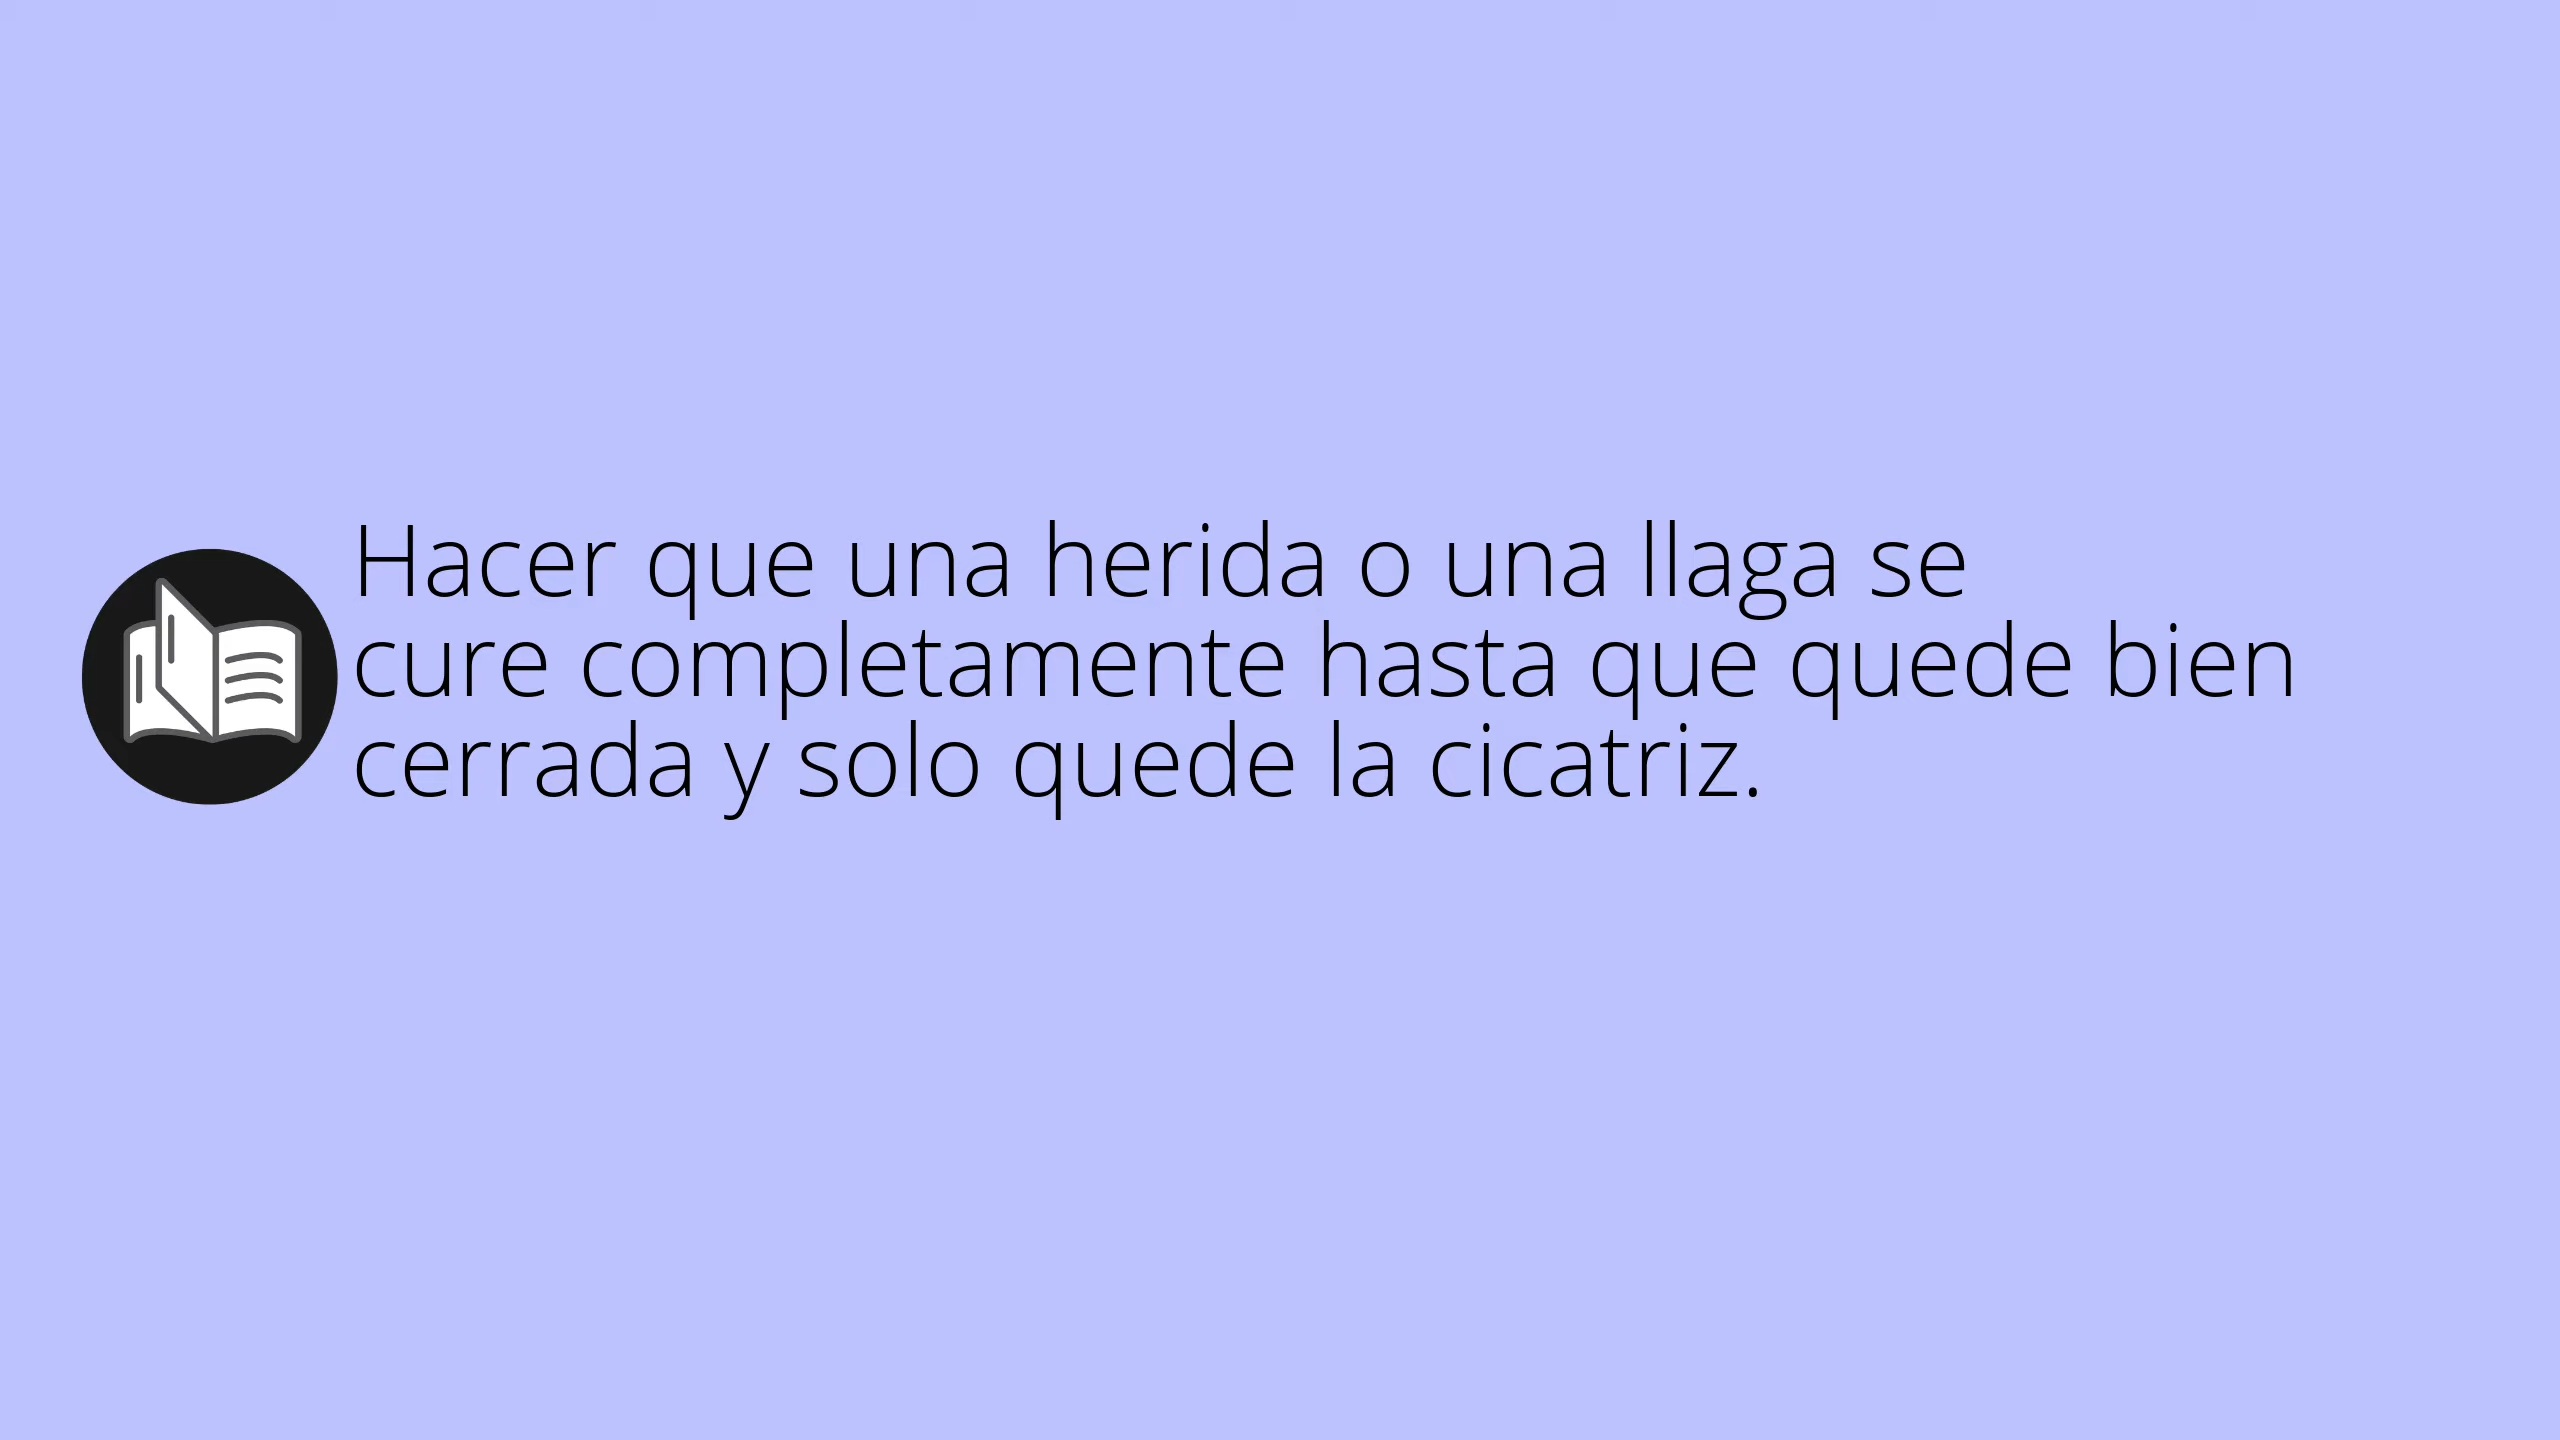 Hacer que una herida o una llaga se
cure completamente hasta que quede bien
cerrada y solo quede la cicatriz.